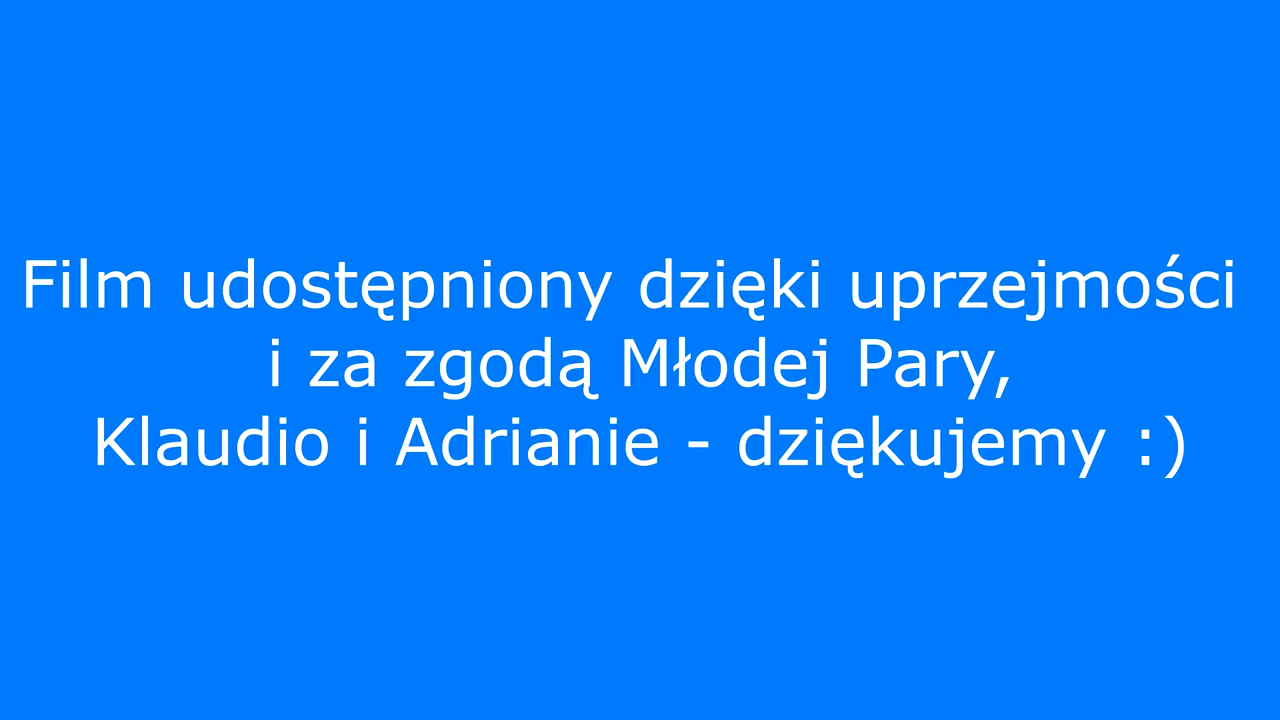 Film udostępniony dzięki uprzejmości
i za zgodą Młodej Pary,
Klaudio i Adrianie - dziękujemy :)